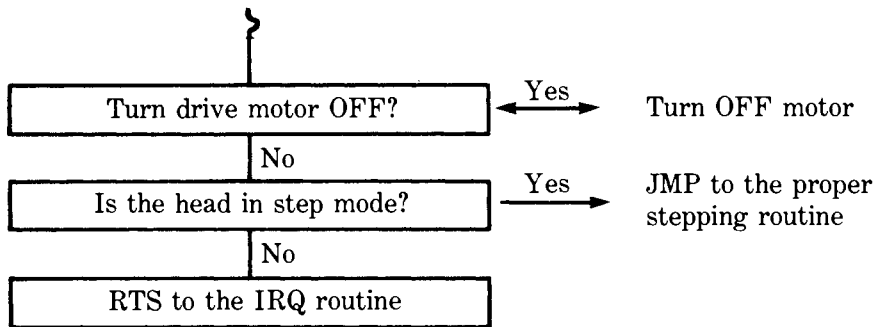 Turn drive motor OFF?
Yes
Turn OFF motor
No
Is the head in step mode?
Yes
JMP to the proper
stepping routine
No
RTS to the IRQ routine